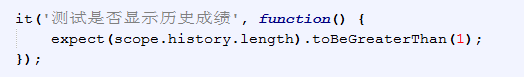 it('测试是否显示历史成绩', function() {
    expect(scope.history.length).toBeGreaterThan(1);
});